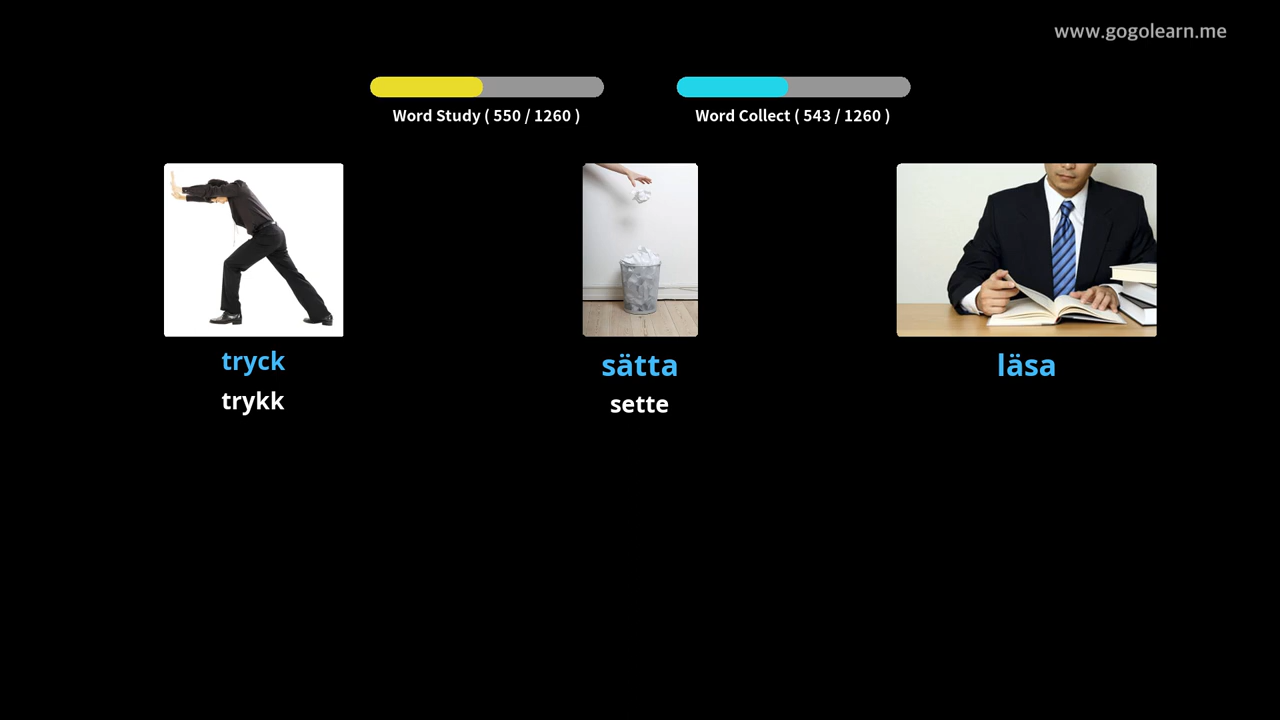 www.gogolearn.me
Word Study ( 550 / 1260 )
Word Collect ( 543 / 1260 )
tryck
trykk
sätta
sette
läsa